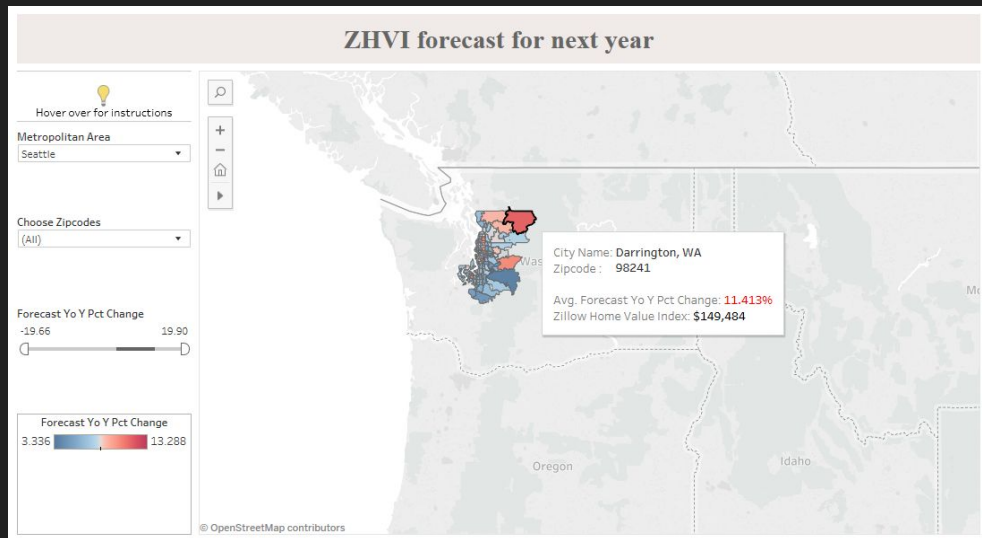 ZHVI forecast for next year
Hover over for instructions
Metropolitan Area
Seattle
Choose Zipcodes
(All)
Forecast Yo Y Pct Change
-19.66 19.90
Forecast Yo Y Pct Change
3.336 13.288
City Name: Darrington, WA
Zipcode : 98241
Avg. Forecast Yo Y Pct Change: 11.413%
Zillow Home Value Index: $149,484
Was
Oregon
Idaho
© OpenStreetMap contributors